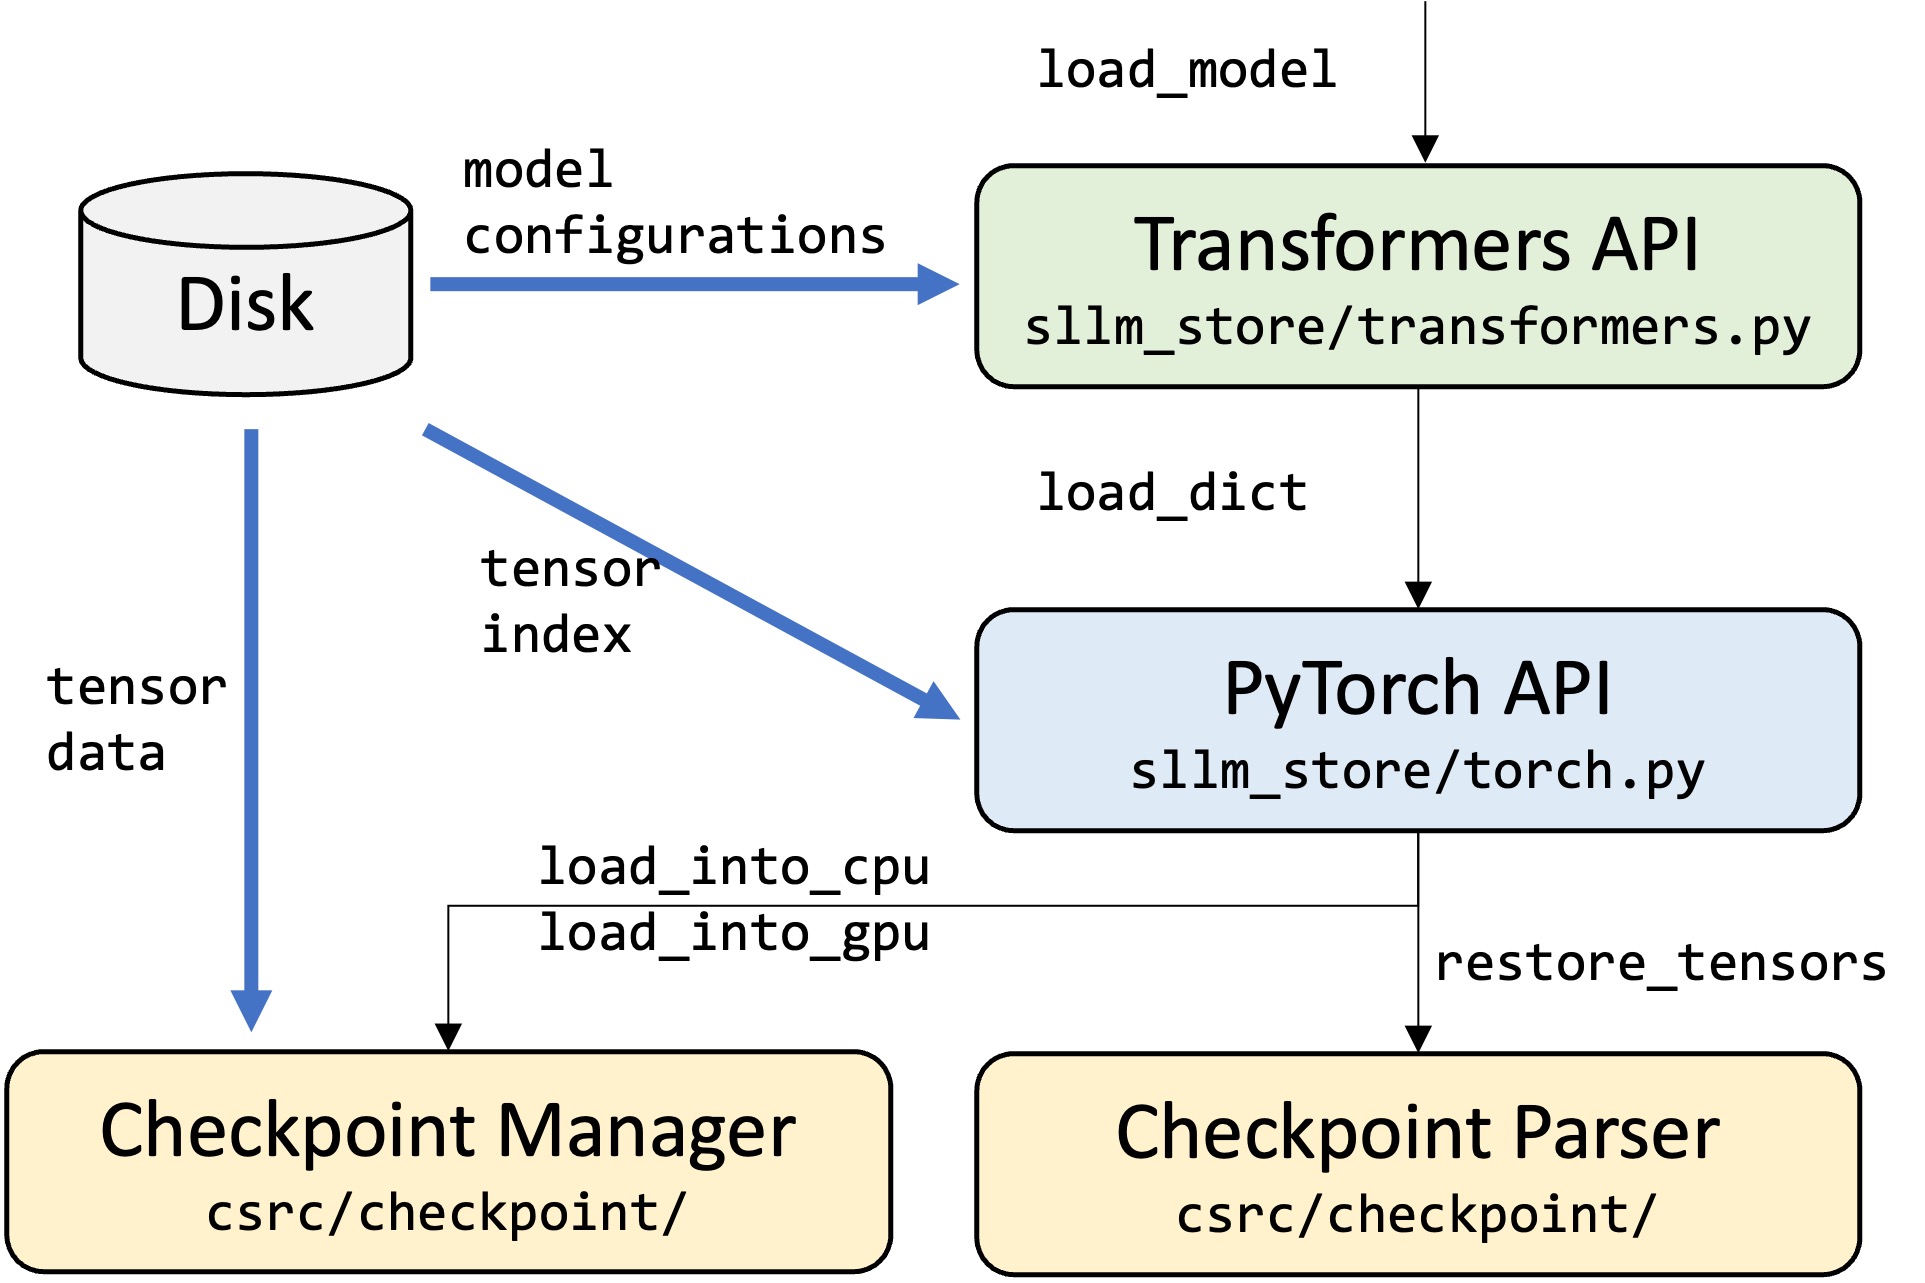 load_model
model
configurations
Disk
Transformers API
sllm_store/transformers.py
load_dict
tensor
index
tensor
data
PyTorch API
sllm_store/torch.py
load_into_cpu
load_into_gpu
restore_tensors
Checkpoint Manager
csrc/checkpoint/
Checkpoint Parser
csrc/checkpoint/